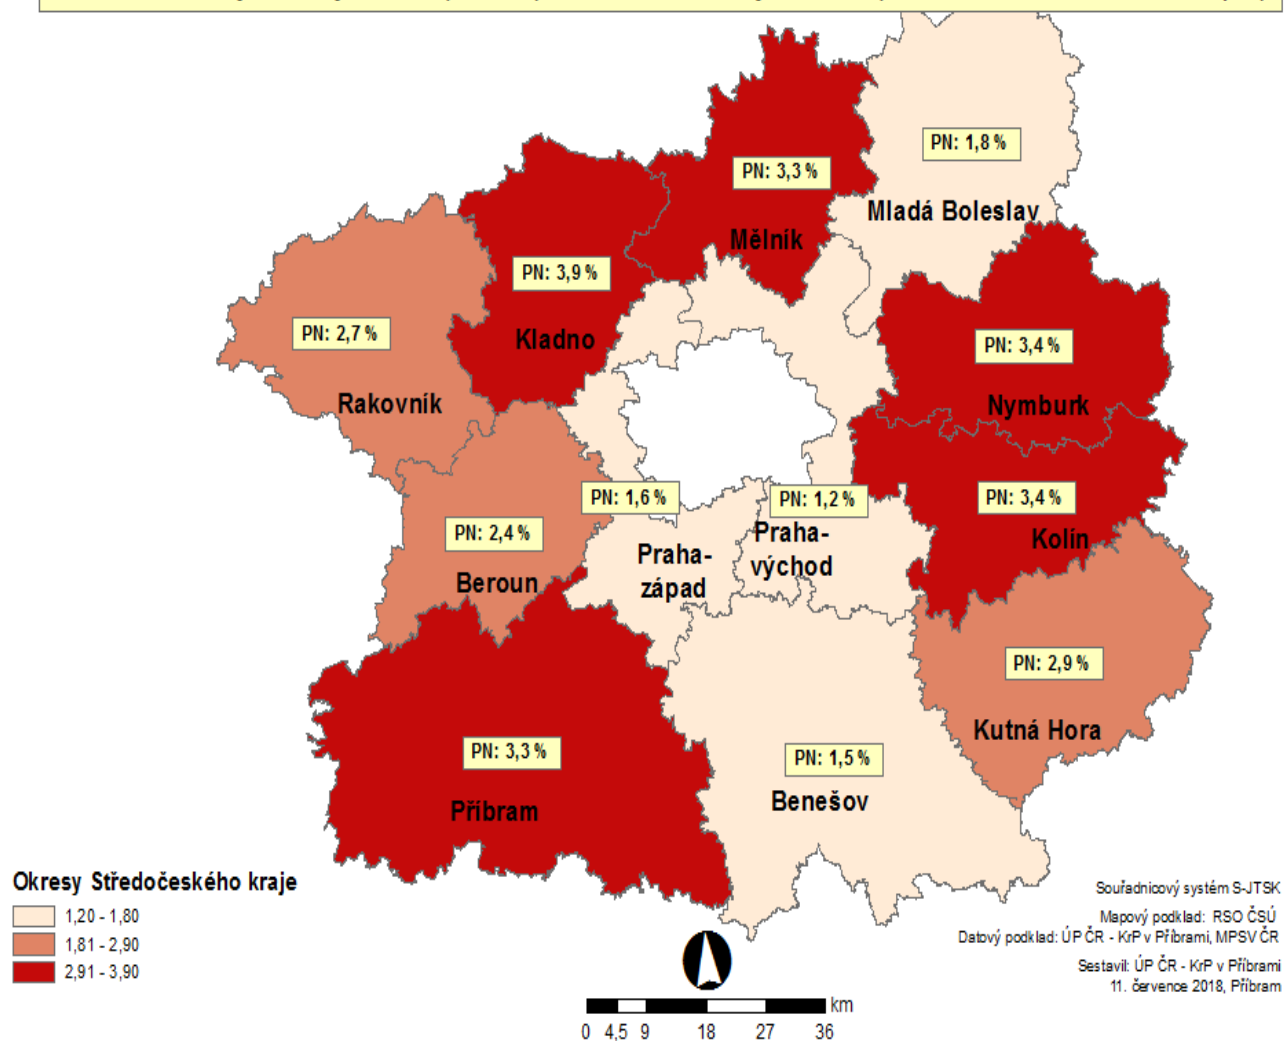 PN: 1,8 %
PN: 3,3 %
Mladá Boleslav
Mělník
PN: 3,9 %
PN: 2,7 %
Kladno
PN: 3,4 %
Rakovník
Nymburk
PN: 1,6 %
PN: 1,2 %
PN: 3,4 %
PN: 2,4 %
Praha-
východ
Kolín
Praha-
západ
Beroun
PN: 2,9 %
Kutná Hora
PN: 3,3 %
PN: 1,5 %
Benešov
Příbram
Okresy Středočeského kraje
1,20 - 1,80
1,81 - 2,90
2,91 - 3,90
Souřadnicový systém S-JTSK
Mapový podklad: RSO ČSÚ
Datový podklad: ÚP ČR - KrP v Příbrami, MPSV ČR
Sestavil: ÚP ČR - KrP v Příbrami
11. července 2018, Příbram
km
0 4,5 9 18 27 36